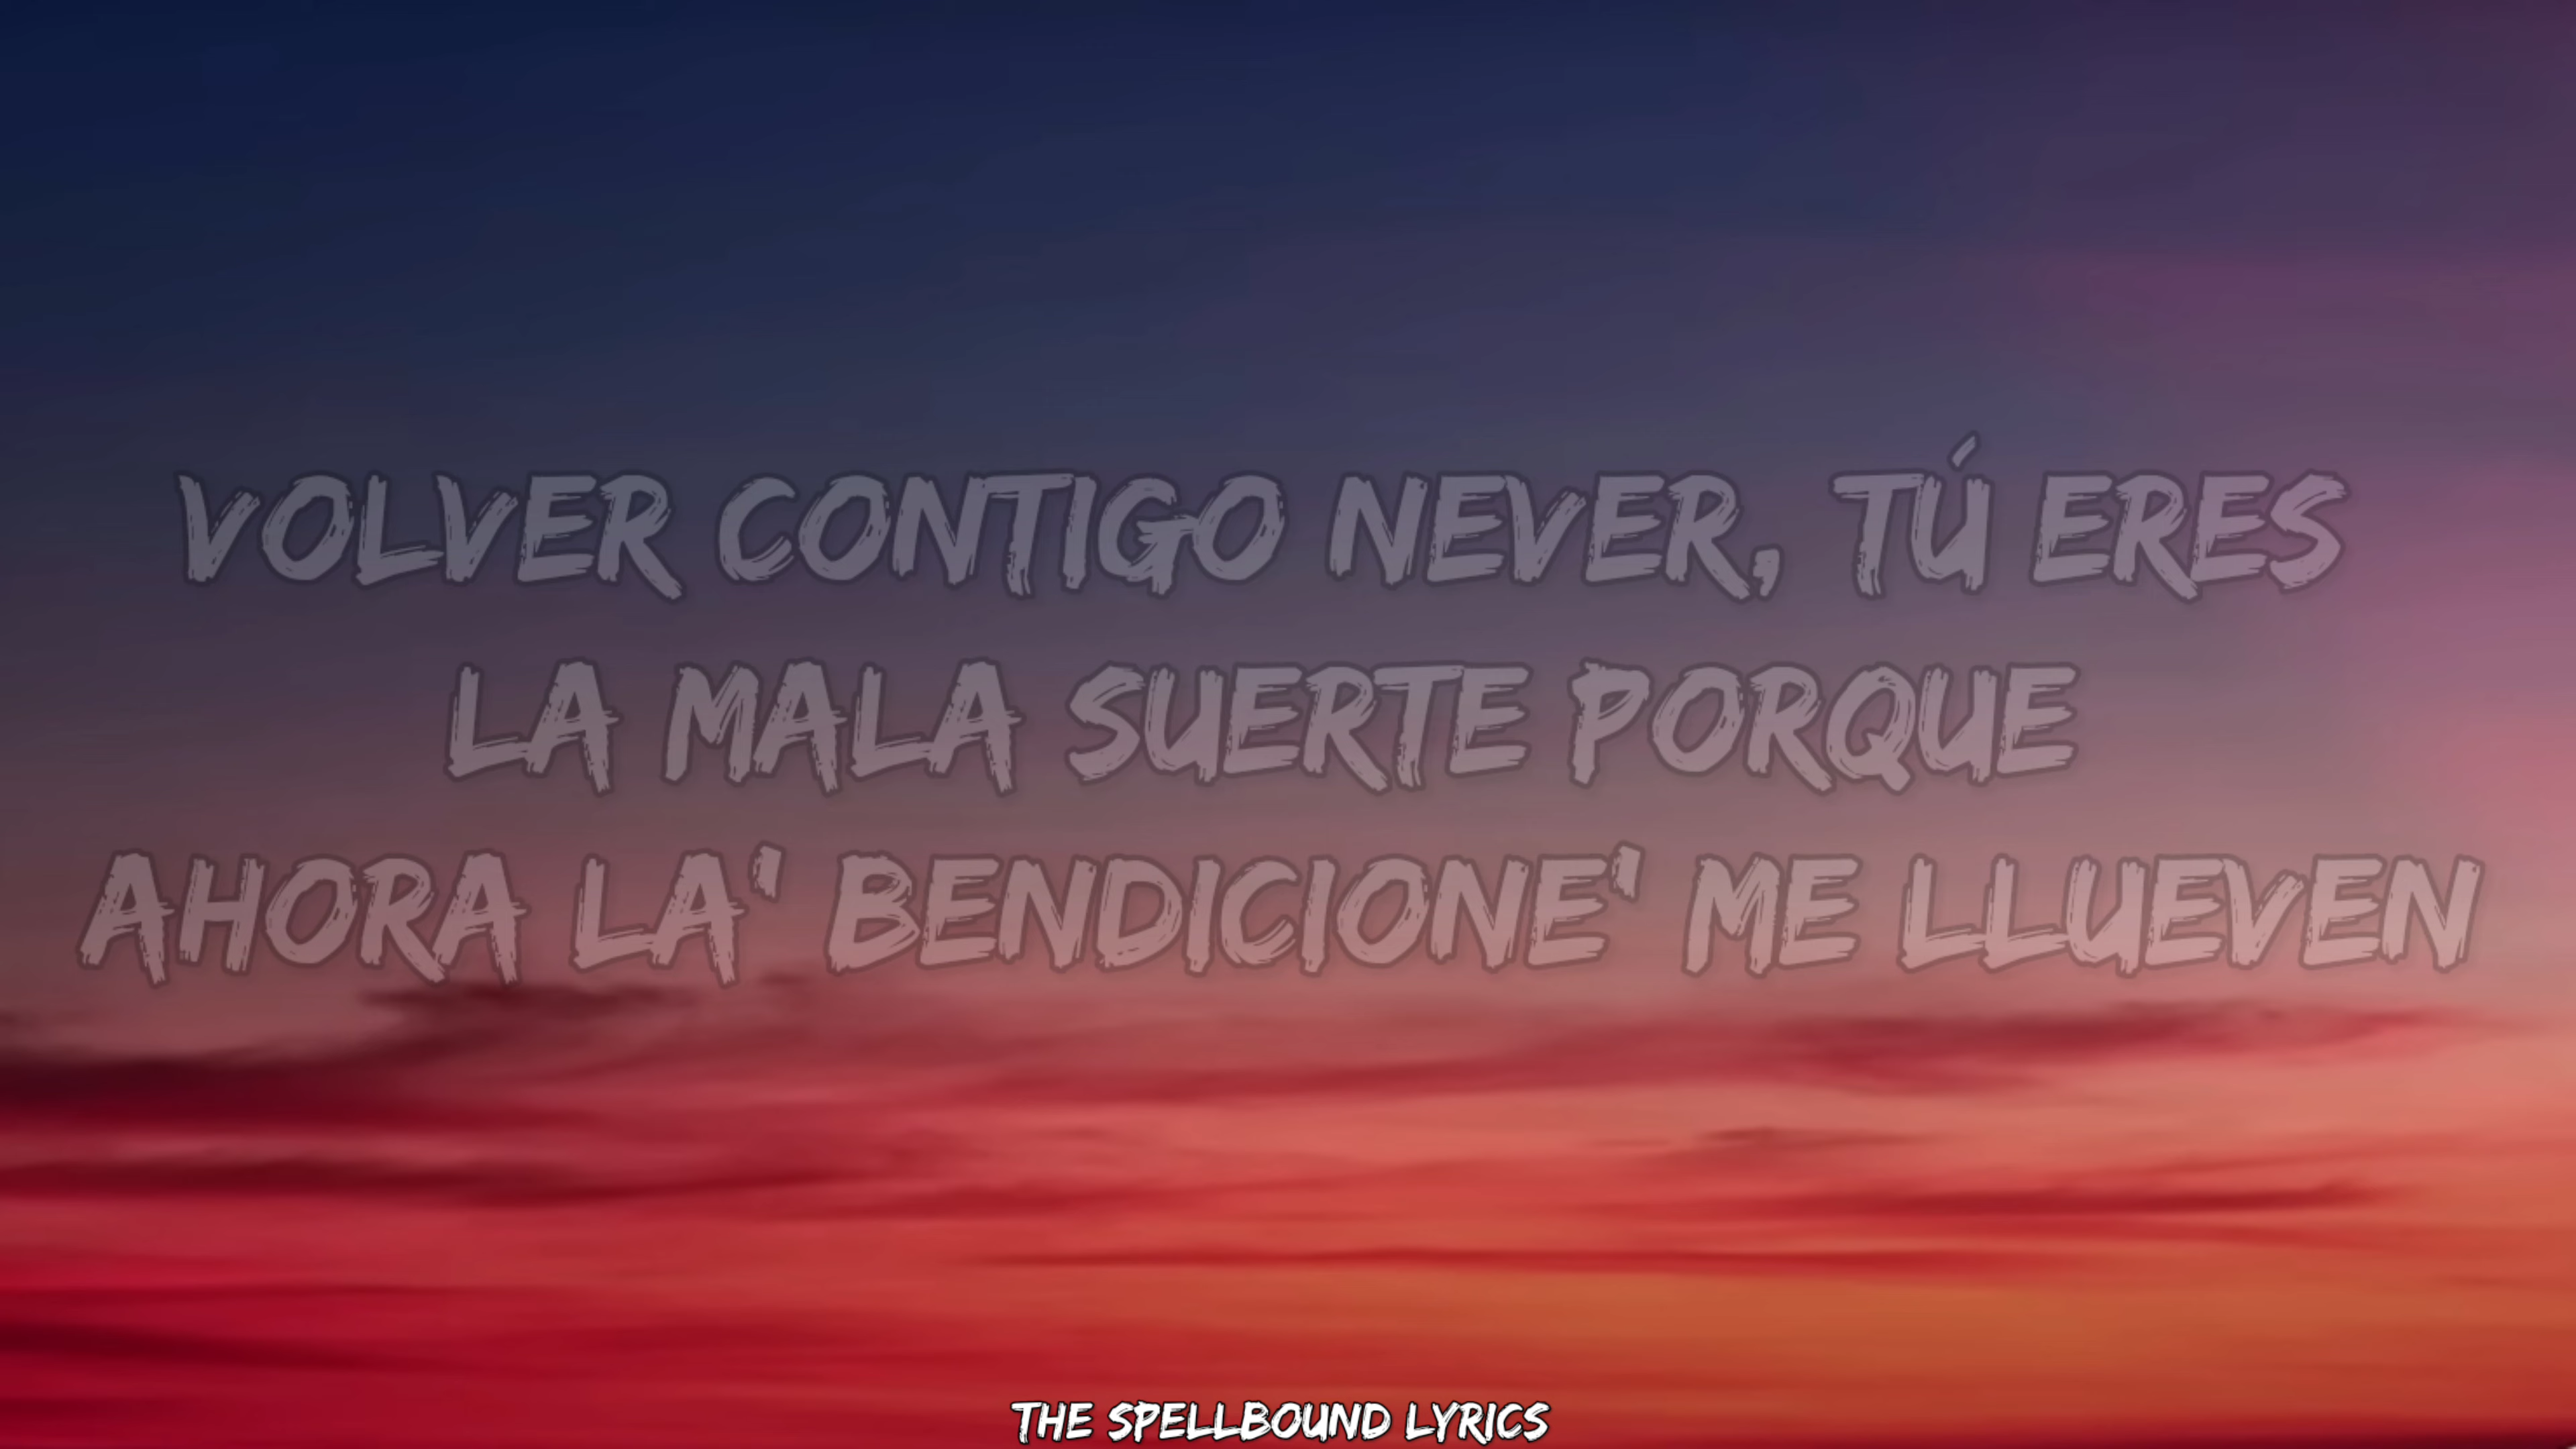 VOLVER CONTIGO NEVER, TÚ ERES
LA MALA SUERTE PORQUE
AHORA LA' BENDICIONE' ME LLUEVEN
THE SPELLBOUND LYRICS